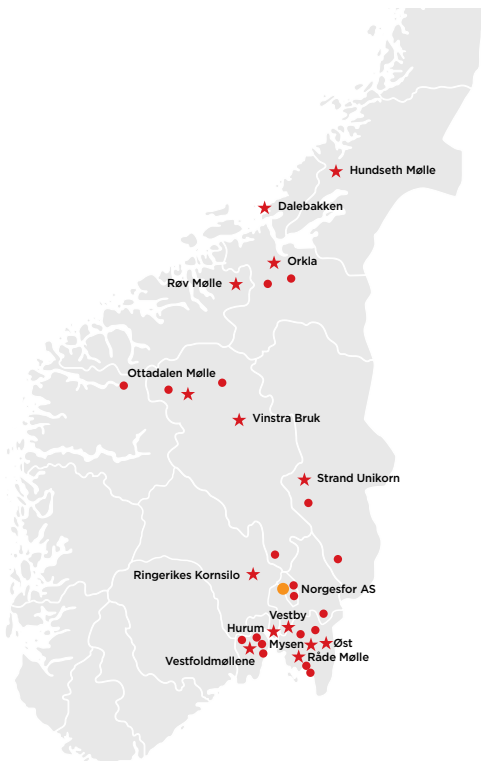 Hundseth Mølle
Dalebakken
Orkla
Røv Mølle
Ottadalen Mølle
Vinstra Bruk
Strand Unikorn
Ringerikes Kornsilo
Norgesfor AS
Vestby
Hurum
Mysen
Øst
Råde Mølle
Vestfoldmøllene